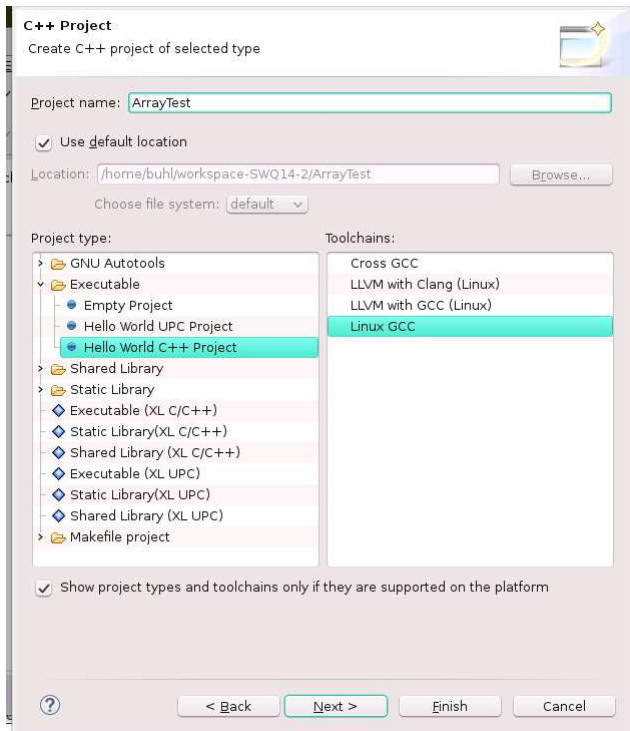 C++ Project
Create C++ project of selected type
Project name: ArrayTest
Use default location
Location: /home/buhl/workspace-SWQ14-2/ArrayTest Browse...
Choose file system: default
Project type: Toolchains:
GNU Autotools
Executable
Empty Project
Hello World UPC Project
Hello World C++ Project
Shared Library
Static Library
Executable (XL C/C++)
Static Library(XL C/C++)
Shared Library (XL C/C++)
Executable (XL UPC)
Static Library(XL UPC)
Shared Library (XL UPC)
Makefile project
Cross GCC
LLVM with Clang (Linux)
LLVM with GCC (Linux)
Linux GCC
Show project types and toolchains only if they are supported on the platform
? < Back Next > Finish Cancel